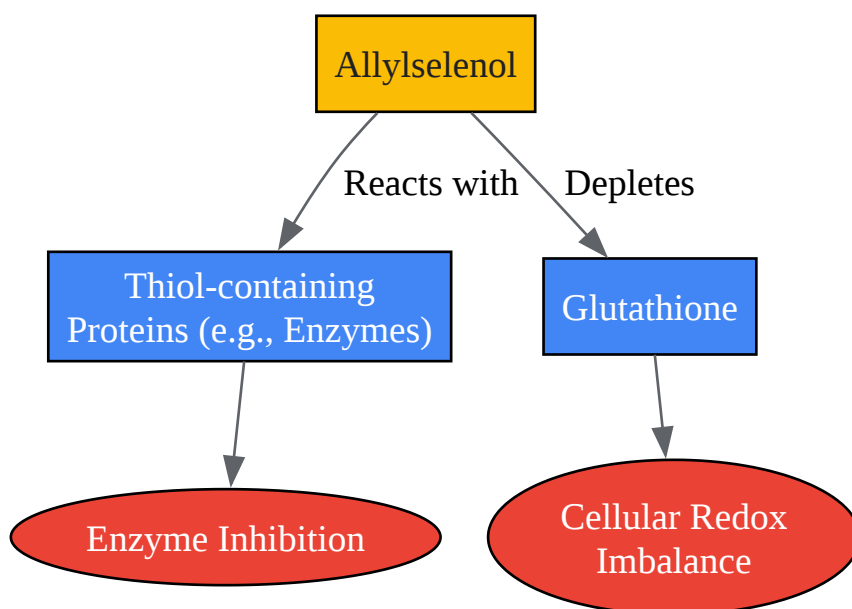 Allylselenol
Reacts with
Depletes
Thiol-containing
Proteins (e.g., Enzymes)
Glutathione
Enzyme Inhibition
Cellular Redox
Imbalance